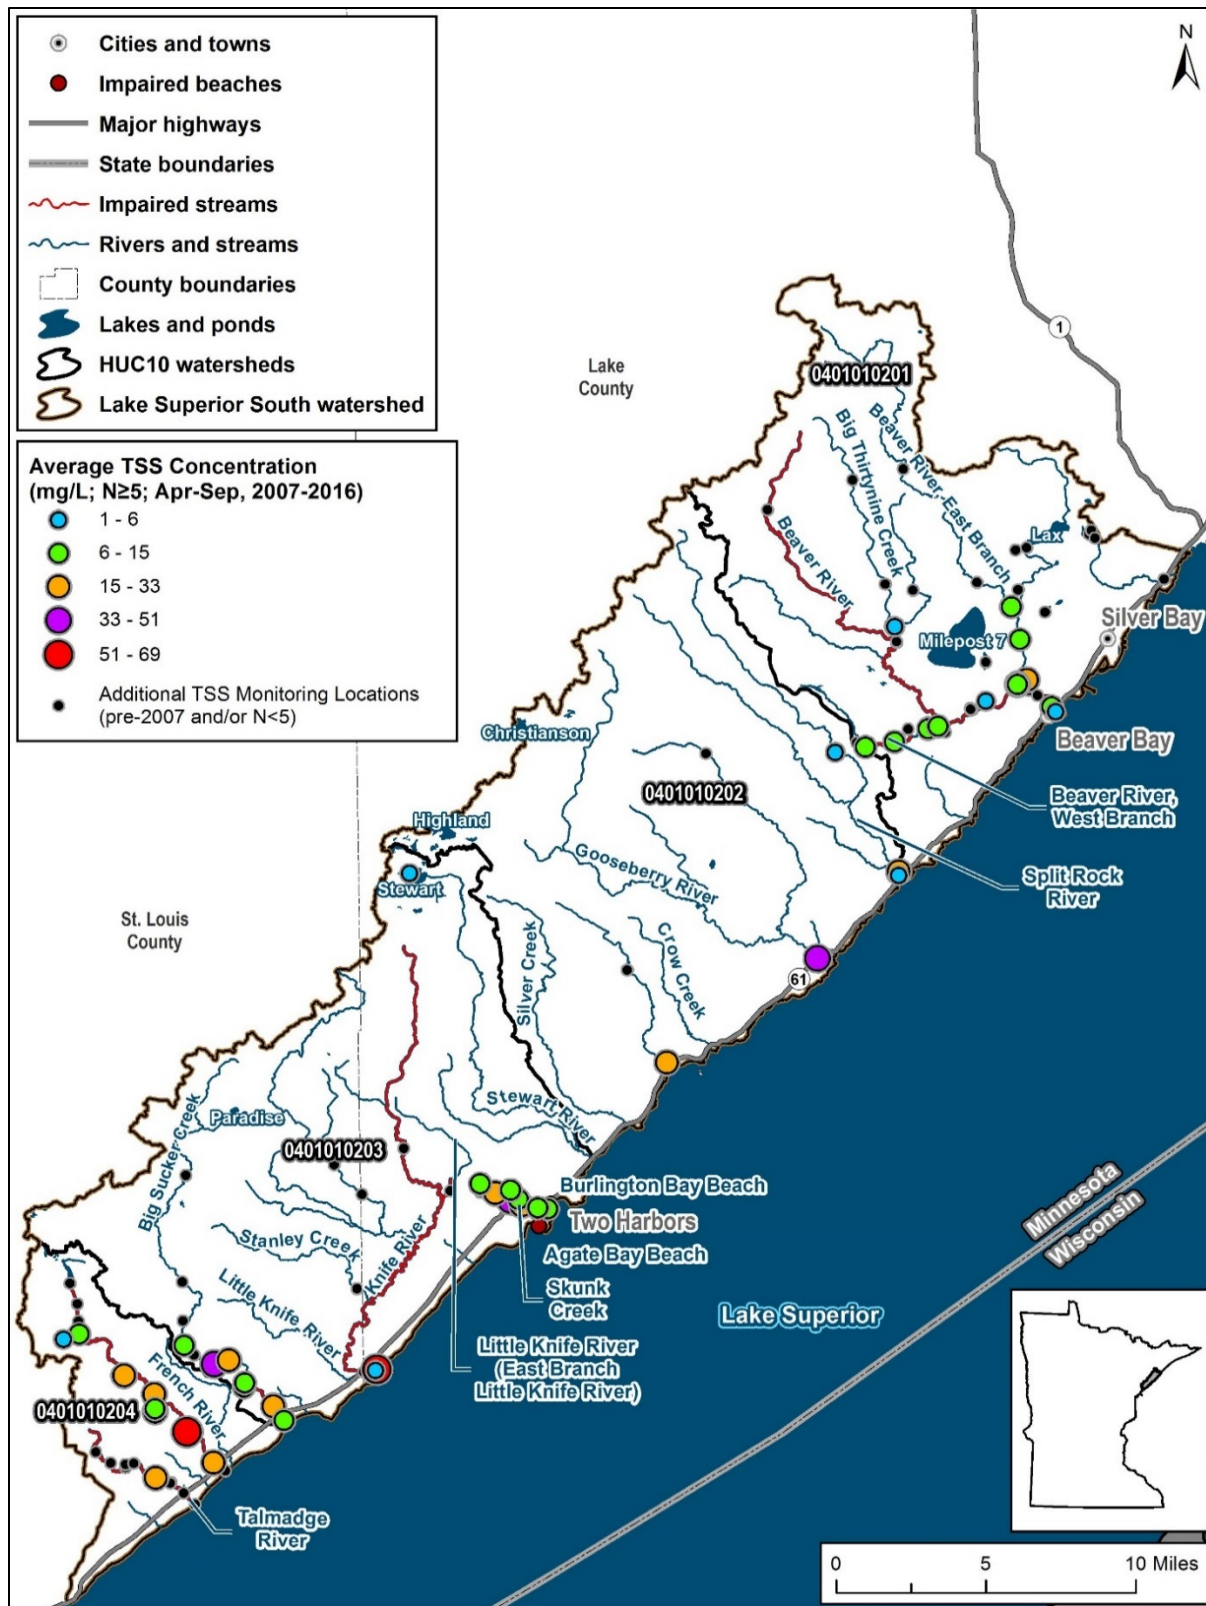 Cities and towns
Impaired beaches
Major highways
State boundaries
Impaired streams
Rivers and streams
County boundaries
Lakes and ponds
HUC10 watersheds
Lake Superior South watershed
Average TSS Concentration
(mg/L; N≥5; Apr-Sep, 2007-2016)
1 - 6
6 - 15
15 - 33
33 - 51
51 - 69
Additional TSS Monitoring Locations
(pre-2007 and/or N<5)
N
1
Lake
County
0401010201
Big Thirtynine Creek
Beaver River, East Branch
Beaver River
Lax
Milepost 7
Silver Bay
Beaver Bay
Beaver River,
West Branch
Split Rock
River
Christianson
0401010202
Highland
Stewart
Gooseberry River
Crow Creek
Silver Creek
61
St. Louis
County
Stewart River
Paradise
0401010203
Big Sucker Creek
Stanley Creek
Knife River
Little Knife River
Burlington Bay Beach
Two Harbors
Agate Bay Beach
Skunk
Creek
Little Knife River
(East Branch
Little Knife River)
Minnesota
Wisconsin
Lake Superior
French River
0401010204
Talmadge
River
0 5 10 Miles